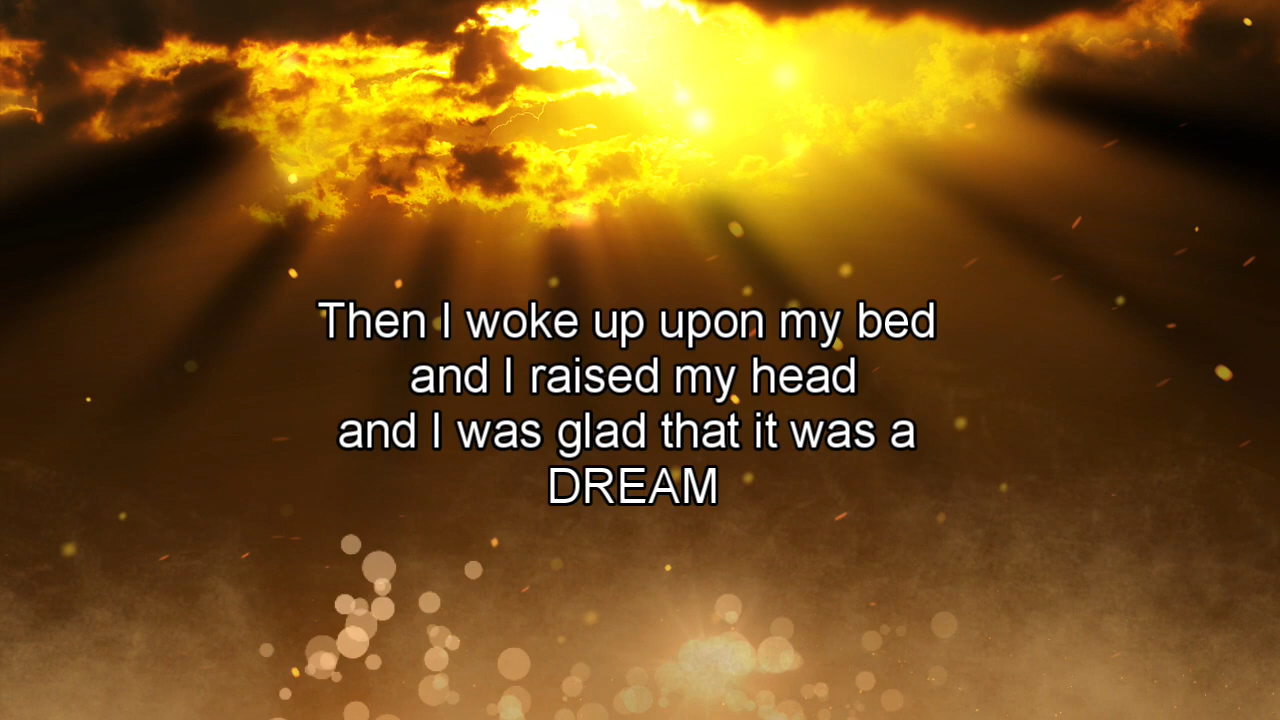 Then I woke up upon my bed
and I raised my head
and I was glad that it was a
DREAM